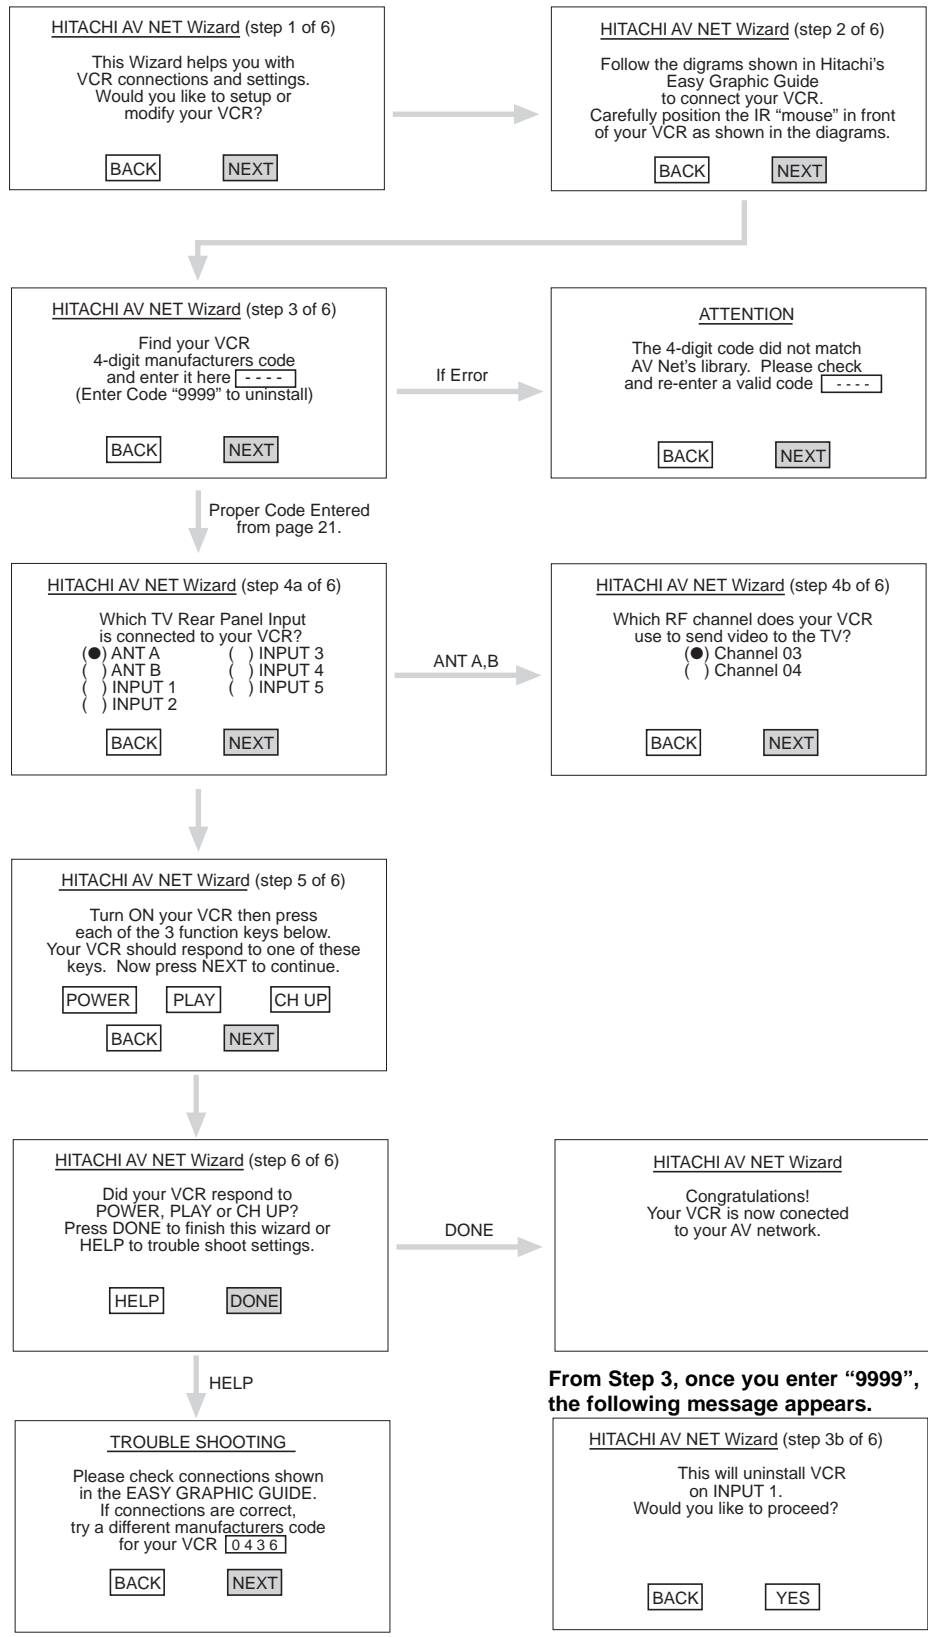 HITACHI AV NET Wizard (step 1 of 6)
This Wizard helps you with
VCR connections and settings.
Would you like to setup or
modify your VCR?
BACK NEXT
HITACHI AV NET Wizard (step 2 of 6)
Follow the digrams shown in Hitachi's
Easy Graphic Guide
to connect your VCR.
Carefully position the IR “mouse” in front
of your VCR as shown in the diagrams.
BACK NEXT
HITACHI AV NET Wizard (step 3 of 6)
Find your VCR
4-digit manufacturers code
and enter it here - - - -
(Enter Code “9999” to uninstall)
BACK NEXT
If Error
ATTENTION
The 4-digit code did not match
AV Net's library. Please check
and re-enter a valid code - - - -
BACK NEXT
Proper Code Entered
from page 21.
HITACHI AV NET Wizard (step 4a of 6)
Which TV Rear Panel Input
is connected to your VCR?
(●) ANT A ( ) INPUT 3
( ) ANT B ( ) INPUT 4
( ) INPUT 1 ( ) INPUT 5
( ) INPUT 2
BACK NEXT
ANT A,B
HITACHI AV NET Wizard (step 4b of 6)
Which RF channel does your VCR
use to send video to the TV?
(●) Channel 03
( ) Channel 04
BACK NEXT
HITACHI AV NET Wizard (step 5 of 6)
Turn ON your VCR then press
each of the 3 function keys below.
Your VCR should respond to one of these
keys. Now press NEXT to continue.
POWER PLAY CH UP
BACK NEXT
HITACHI AV NET Wizard (step 6 of 6)
Did your VCR respond to
POWER, PLAY or CH UP?
Press DONE to finish this wizard or
HELP to trouble shoot settings.
HELP DONE
DONE
HITACHI AV NET Wizard
Congratulations!
Your VCR is now conected
to your AV network.
HELP
TROUBLE SHOOTING
Please check connections shown
in the EASY GRAPHIC GUIDE.
If connections are correct,
try a different manufacturers code
for your VCR 0 4 3 6
BACK NEXT
From Step 3, once you enter “9999”,
the following message appears.
HITACHI AV NET Wizard (step 3b of 6)
This will uninstall VCR
on INPUT 1.
Would you like to proceed?
BACK YES